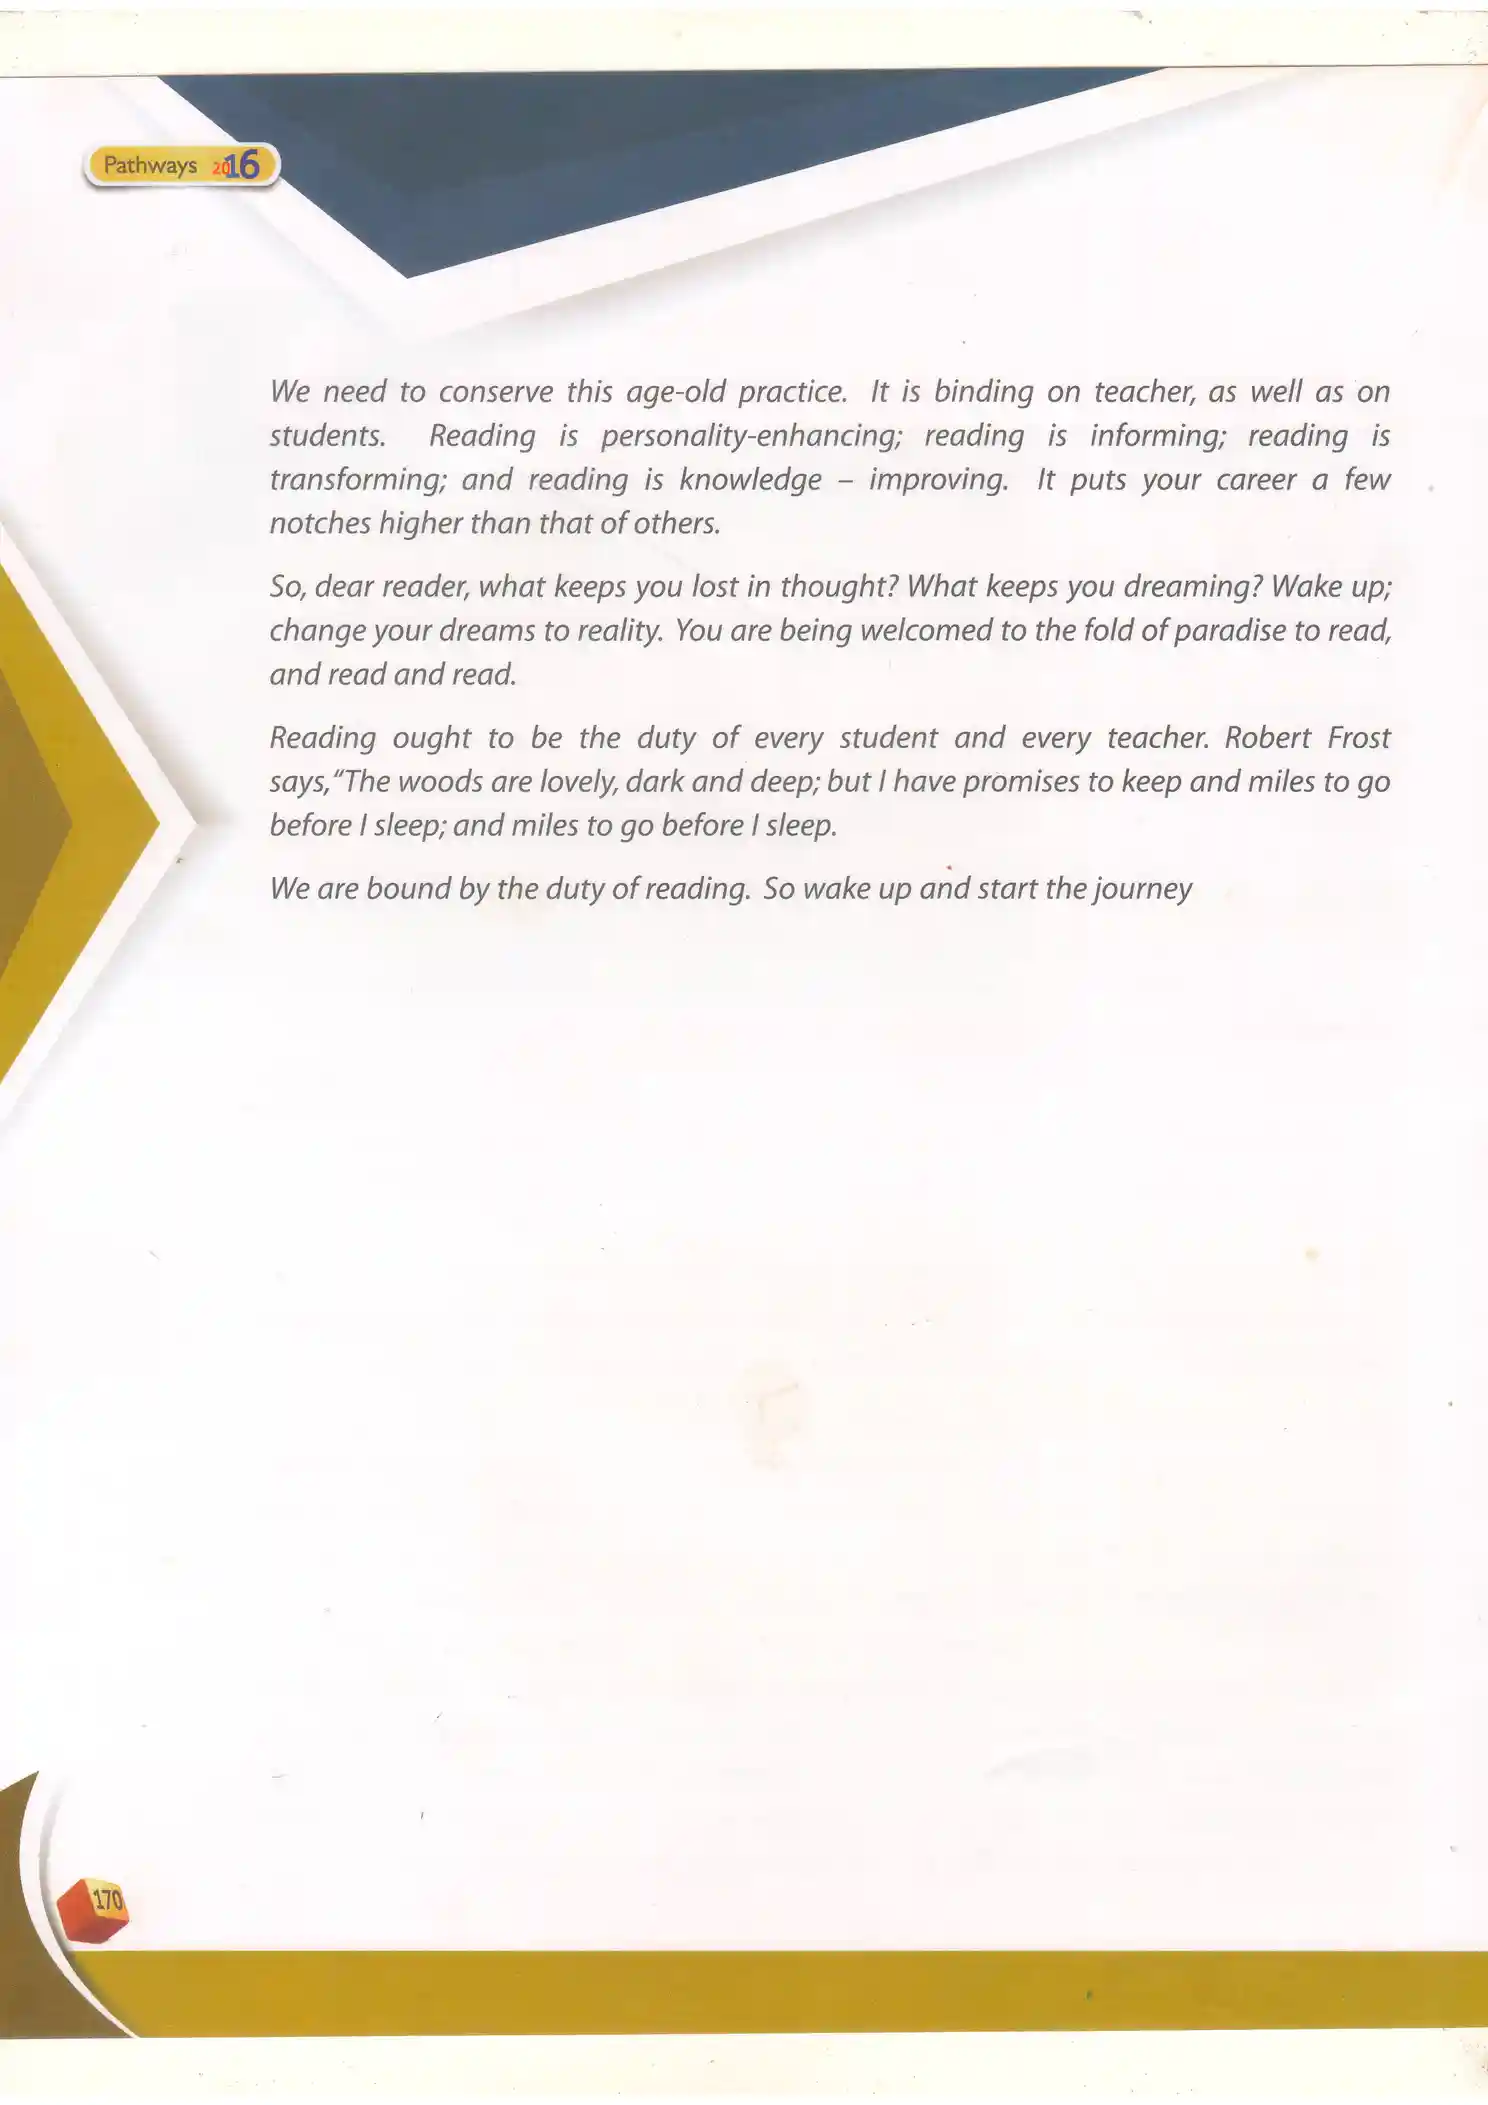 Pathways 2016
We need to conserve this age-old practice. It is binding on teacher, as well as on
students. Reading is personality-enhancing; reading is informing; reading is
transforming; and reading is knowledge – improving. It puts your career a few
notches higher than that of others.
So, dear reader, what keeps you lost in thought? What keeps you dreaming? Wake up;
change your dreams to reality. You are being welcomed to the fold of paradise to read,
and read and read.
Reading ought to be the duty of every student and every teacher. Robert Frost
says,“The woods are lovely, dark and deep; but I have promises to keep and miles to go
before I sleep; and miles to go before I sleep.
We are bound by the duty of reading. So wake up and start the journey
170